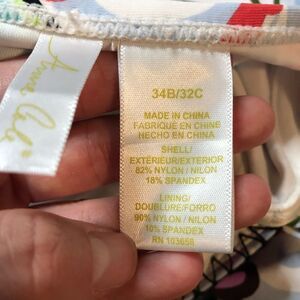 34B/32C
MADE IN CHINA
FABRIQUE EN CHINE
HECHO EN CHINA
SHELL/
EXTÉRIEUR/EXTERIOR
82% NYLON / NILON
18% SPANDEX
LINING/
DOUBLURE/FORRO
90% NYLON / NILON
10% SPANDEX
RN 103656